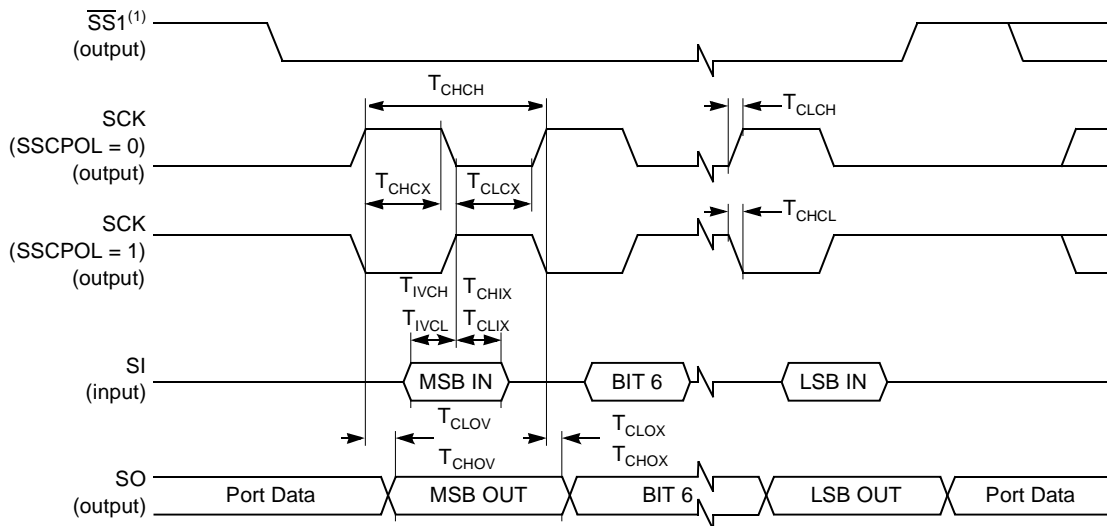 SS1(1)
(output)
TCHCH
TCLCH
SCK
(SSCPOL = 0)
(output)
TCHCX
TCLCX
TCHCL
SCK
(SSCPOL = 1)
(output)
TIVCH
TCHIX
TIVCL
TCLIX
SI
(input)
MSB IN
BIT 6
LSB IN
TCLOV
TCLOX
TCHOV
TCHOX
SO
(output)
Port Data
MSB OUT
BIT 6
LSB OUT
Port Data